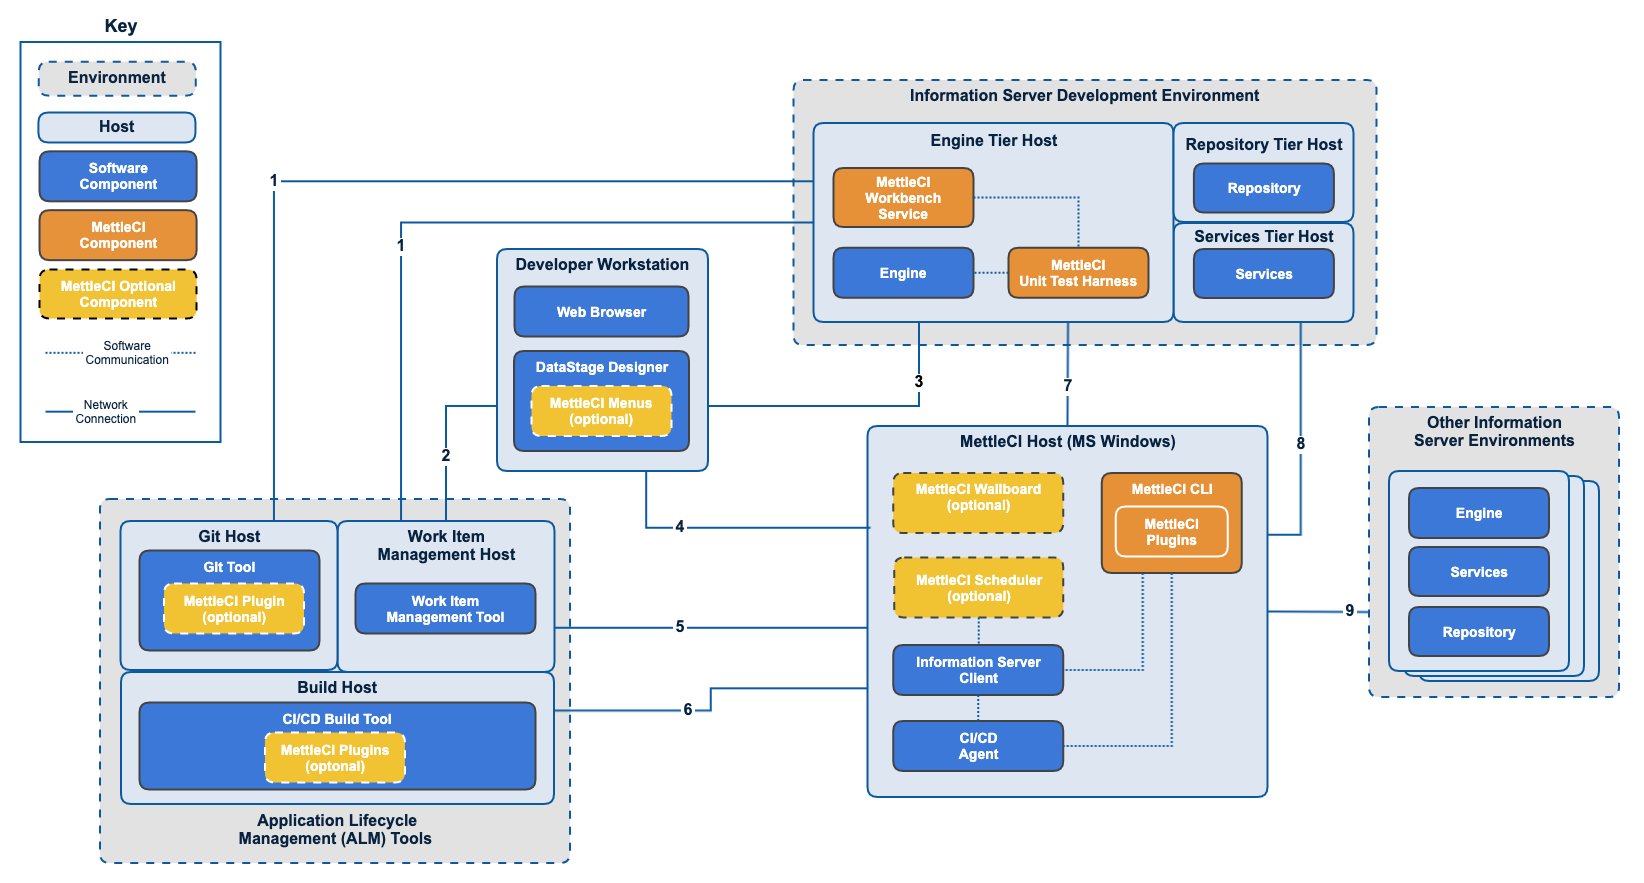 Key
Environment
Host
Software
Component
MettleCI
Component
MettleCI Optional
Component
Software
Communication
Network
Connection
Information Server Development Environment
Engine Tier Host
MettleCI
Workbench
Service
Engine
MettleCI
Unit Test Harness
Repository Tier Host
Repository
Services Tier Host
Services
1
1
Developer Workstation
Web Browser
DataStage Designer
MettleCI Menus
(optional)
2
3
7
8
4
MettleCI Host (MS Windows)
MettleCI Wallboard
(optional)
MettleCI CLI
MettleCI
Plugins
MettleCI Scheduler
(optional)
Information Server
Client
CI/CD
Agent
Other Information
Server Environments
Engine
Services
Repository
9
Git Host
Git Tool
MettleCI Plugin
(optional)
Work Item
Management Host
Work Item
Management Tool
5
6
Build Host
CI/CD Build Tool
MettleCI Plugins
(optonal)
Application Lifecycle
Management (ALM) Tools